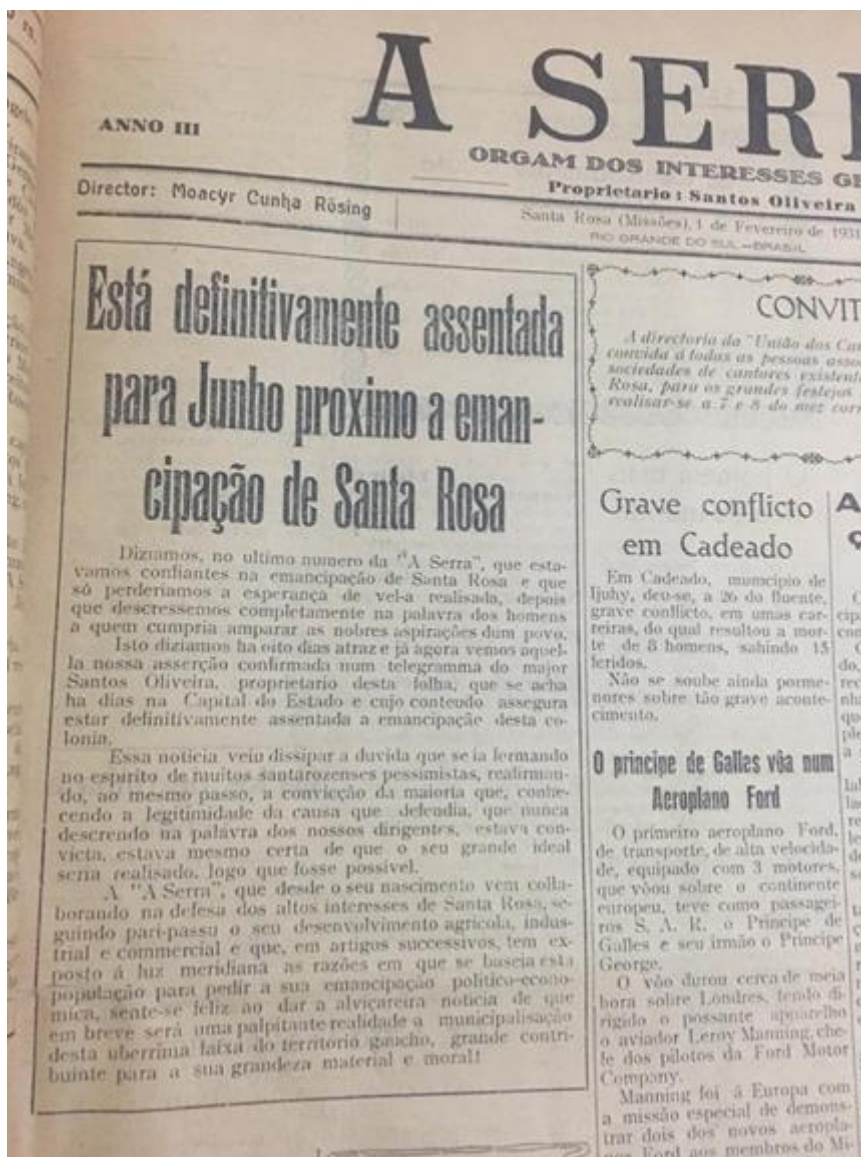 A SER
ANNO III
ORGAM DOS INTERESSES GE
Proprietario : Santos Oliveira
Director: Moacyr Cunha Rösing
Santa Rosa (Missões), 1 de Fevereiro de 1931
RIO GRANDE DO SUL - BRASIL
Está definitivamente assentada
para Junho proximo a eman-
cipação de Santa Rosa
Diziamos, no ultimo numero da "A Serra", que esta-
vamos confiantes na emancipação de Santa Rosa e que
só perderiamos a esperança de vel-a realisada, depois
que descressemos completamente na palavra dos homens
a quem cumpria amparar as nobres aspirações dum povo.
Isto diziamos ha oito dias atraz e já agora vemos aquel-
la nossa asserção confirmada num telegramma do major
Santos Oliveira, proprietario desta folha, que se acha
ha dias na Capital do Estado e cujo conteudo assegura
estar definitivamente assentada a emancipação desta co-
lonia.
Essa noticia veiu dissipar a duvida que se ia formando
no espirito de muitos santarozenses pessimistas, reafirman-
do, ao mesmo passo, a convicção da maioria que, conhe-
cendo a legitimidade da causa que defendia, que nunca
descrendo na palavra dos nossos dirigentes, estava con-
victa, estava mesmo certa de que o seu grande ideal
seria realisado, logo que fosse possivel.
A "A Serra", que desde o seu nascimento vem colla-
borando na defesa dos altos interesses de Santa Rosa, se-
guindo pari-passu o seu desenvolvimento agricola, indus-
trial e commercial e que, em artigos successivos, tem ex-
posto á luz meridiana as razões em que se baseia esta
população para pedir a sua emancipação politico-econo-
mica, sente-se feliz ao dar a alviçareira noticia de que
em breve será uma palpitante realidade a municipalisação
desta uberrima faixa do territorio gaucho, grande contri-
buinte para a sua grandeza material e moral!
CONVIT
A directoria da "União dos Can
convida á todas as pessoas asso
sociedades de cantores existent
Rosa, para os grandes festejos
realisar-se a 7 e 8 do mez corr
Grave conflicto
em Cadeado
Em Cadeado, municipio de
Ijuhy, deu-se, a 26 do fluente,
grave conflicto, em umas car-
reiras, do qual resultou a mor-
te de 8 homens, sahindo 15
feridos.
Não se soube ainda porme-
nores sobre tão grave aconte-
cimento.
O principe de Galles vôa num
Aeroplano Ford
O primeiro aeroplano Ford,
de transporte, de alta velocida-
de, equipado com 3 motores,
que vôou sobre o continente
europeu, teve como passagei-
ros S. A. R. o Principe de
Galles e seu irmão o Principe
George.
O vôo durou cerca de meia
hora sobre Londres, tendo di-
rigido o possante apparelho
o aviador Leroy Manning, che-
fe dos pilotos da Ford Motor
Company.
Manning foi á Europa com
a missão especial de demons-
trar dois dos novos aeropla-
nos Ford aos membros do Mi-